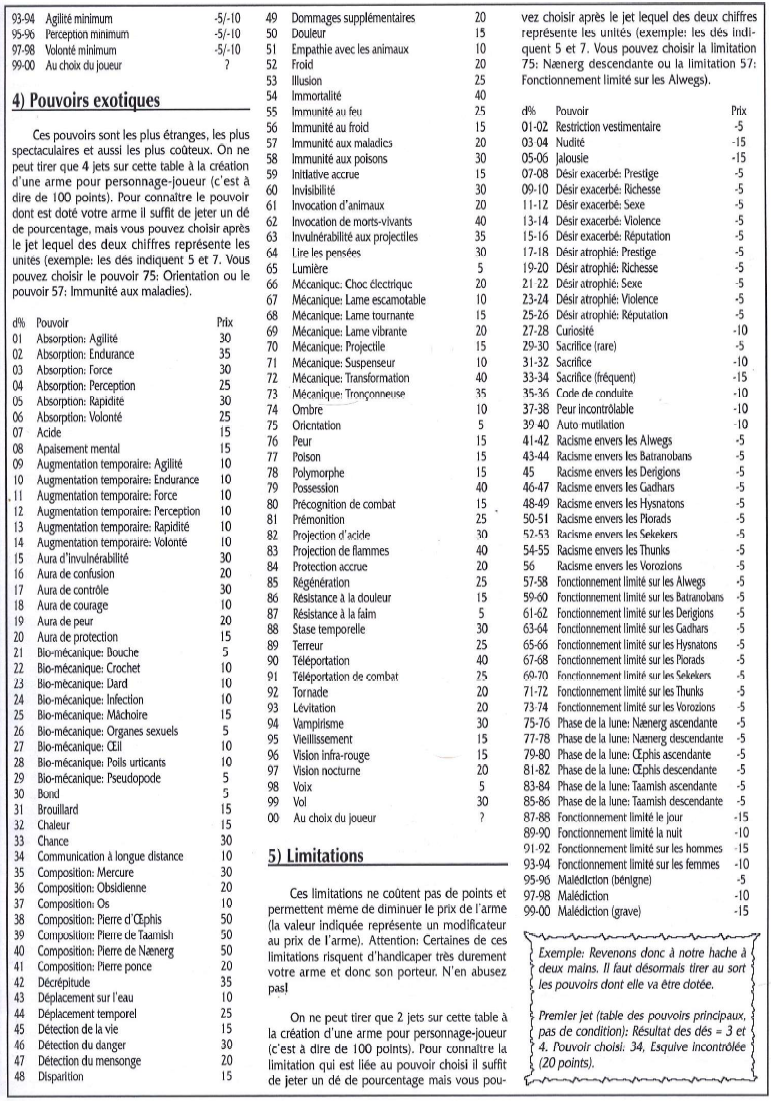 93-94 Agilité minimum -5/-10
95-96 Perception minimum -5/-10
97-98 Volonté minimum -5/-10
99-00 Au choix du joueur ?
4) Pouvoirs exotiques
Ces pouvoirs sont les plus étranges, les plus
spectaculaires et aussi les plus coûteux. On ne
peut tirer que 4 jets sur cette table à la création
d'une arme pour personnage-joueur (c'est à
dire de 100 points). Pour connaître le pouvoir
dont est doté votre arme il suffit de jeter un dé
de pourcentage, mais vous pouvez choisir après
le jet lequel des deux chiffres représente les
unités (exemple: les dés indiquent 5 et 7. Vous
pouvez choisir le pouvoir 75: Orientation ou le
pouvoir 57: Immunité aux maladies).
d% Pouvoir Prix
01 Absorption: Agilité 30
02 Absorption: Endurance 35
03 Absorption: Force 30
04 Absorption: Perception 25
05 Absorption: Rapidité 30
06 Absorption: Volonté 25
07 Acide 15
08 Apaisement mental 15
09 Augmentation temporaire: Agilité 10
10 Augmentation temporaire: Endurance 10
11 Augmentation temporaire: Force 10
12 Augmentation temporaire: Perception 10
13 Augmentation temporaire: Rapidité 10
14 Augmentation temporaire: Volonté 10
15 Aura d'invulnérabilité 30
16 Aura de confusion 20
17 Aura de contrôle 30
18 Aura de courage 10
19 Aura de peur 20
20 Aura de protection 15
21 Bio-mécanique: Bouche 5
22 Bio-mécanique: Crochet 10
23 Bio-mécanique: Dard 10
24 Bio-mécanique: Infection 10
25 Bio-mécanique: Mâchoire 15
26 Bio-mécanique: Organes sexuels 5
27 Bio-mécanique: Œil 10
28 Bio-mécanique: Poils urticants 10
29 Bio-mécanique: Pseudopode 5
30 Bond 5
31 Brouillard 15
32 Chaleur 15
33 Chance 30
34 Communication à longue distance 10
35 Composition: Mercure 30
36 Composition: Obsidienne 20
37 Composition: Os 10
38 Composition: Pierre d'Œphis 50
39 Composition: Pierre de Taamish 50
40 Composition: Pierre de Nænerg 50
41 Composition: Pierre ponce 20
42 Décrépitude 35
43 Déplacement sur l'eau 10
44 Déplacement temporel 25
45 Détection de la vie 15
46 Détection du danger 30
47 Détection du mensonge 20
48 Disparition 15
49 Dommages supplémentaires 20
50 Douleur 15
51 Empathie avec les animaux 10
52 Froid 20
53 Illusion 25
54 Immortalité 40
55 Immunité au feu 25
56 Immunité au froid 15
57 Immunité aux maladies 20
58 Immunité aux poisons 30
59 Initiative accrue 15
60 Invisibilité 30
61 Invocation d'animaux 20
62 Invocation de morts-vivants 40
63 Invulnérabilité aux projectiles 35
64 Lire les pensées 30
65 Lumière 5
66 Mécanique: Choc électrique 20
67 Mécanique: Lame escamotable 10
68 Mécanique: Lame tournante 15
69 Mécanique: Lame vibrante 20
70 Mécanique: Projectile 15
71 Mécanique: Suspenseur 10
72 Mécanique: Transformation 40
73 Mécanique: Tronçonneuse 35
74 Ombre 10
75 Orientation 5
76 Peur 15
77 Poison 15
78 Polymorphe 15
79 Possession 40
80 Précognition de combat 15
81 Prémonition 25
82 Projection d'acide 30
83 Projection de flammes 40
84 Protection accrue 20
85 Régénération 25
86 Résistance à la douleur 15
87 Résistance à la faim 5
88 Stase temporelle 30
89 Terreur 25
90 Téléportation 40
91 Téléportation de combat 25
92 Tornade 20
93 Lévitation 20
94 Vampirisme 30
95 Vieillissement 15
96 Vision infra-rouge 15
97 Vision nocturne 20
98 Voix 5
99 Vol 30
00 Au choix du joueur ?
5) Limitations
Ces limitations ne coûtent pas de points et
permettent même de diminuer le prix de l'arme
(la valeur indiquée représente un modificateur
au prix de l'arme). Attention: Certaines de ces
limitations risquent d'handicaper très durement
votre arme et donc son porteur. N'en abusez
pas!
On ne peut tirer que 2 jets sur cette table à
la création d'une arme pour personnage-joueur
(c'est à dire de 100 points). Pour connaître la
limitation qui est liée au pouvoir choisi il suffit
de jeter un dé de pourcentage mais vous pou-
vez choisir après le jet lequel des deux chiffres
représente les unités (exemple: les dés indi-
quent 5 et 7. Vous pouvez choisir la limitation
75: Nænerg descendante ou la limitation 57:
Fonctionnement limité sur les Alwegs).
d% Pouvoir Prix
01-02 Restriction vestimentaire -5
03-04 Nudité -15
05-06 Jalousie -15
07-08 Désir exacerbé: Prestige -5
09-10 Désir exacerbé: Richesse -5
11-12 Désir exacerbé: Sexe -5
13-14 Désir exacerbé: Violence -5
15-16 Désir exacerbé: Réputation -5
17-18 Désir atrophié: Prestige -5
19-20 Désir atrophié: Richesse -5
21-22 Désir atrophié: Sexe -5
23-24 Désir atrophié: Violence -5
25-26 Désir atrophié: Réputation -5
27-28 Curiosité -10
29-30 Sacrifice (rare) -5
31-32 Sacrifice -10
33-34 Sacrifice (fréquent) -15
35-36 Code de conduite -10
37-38 Peur incontrôlable -10
39 40 Auto mutilation -10
41-42 Racisme envers les Alwegs -5
43-44 Racisme envers les Batranobans -5
45 Racisme envers les Derigions -5
46-47 Racisme envers les Gadhars -5
48-49 Racisme envers les Hysnatons -5
50-51 Racisme envers les Piorads -5
52-53 Racisme envers les Sekekers -5
54-55 Racisme envers les Thunks -5
56 Racisme envers les Vorozions -5
57-58 Fonctionnement limité sur les Alwegs -5
59-60 Fonctionnement limité sur les Batranobans -5
61-62 Fonctionnement limité sur les Derigions -5
63-64 Fonctionnement limité sur les Gadhars -5
65-66 Fonctionnement limité sur les Hysnatons -5
67-68 Fonctionnement limité sur les Piorads -5
69-70 Fonctionnement limité sur les Sekekers -5
71-72 Fonctionnement limité sur les Thunks -5
73-74 Fonctionnement limité sur les Vorozions -5
75-76 Phase de la lune: Nænerg ascendante -5
77-78 Phase de la lune: Nænerg descendante -5
79-80 Phase de la lune: Œphis ascendante -5
81-82 Phase de la lune: Œphis descendante -5
83-84 Phase de la lune: Taamish ascendante -5
85-86 Phase de la lune: Taamish descendante -5
87-88 Fonctionnement limité le jour -15
89-90 Fonctionnement limité la nuit -10
91-92 Fonctionnement limité sur les hommes -15
93-94 Fonctionnement limité sur les femmes -10
95-96 Malédiction (bénigne) -5
97-98 Malédiction -10
99-00 Malédiction (grave) -15
Exemple: Revenons donc à notre hache à
deux mains. Il faut désormais tirer au sort
les pouvoirs dont elle va être dotée.
Premier jet (table des pouvoirs principaux,
pas de condition): Résultat des dés = 3 et
4. Pouvoir choisi: 34, Esquive incontrôlée
(20 points).